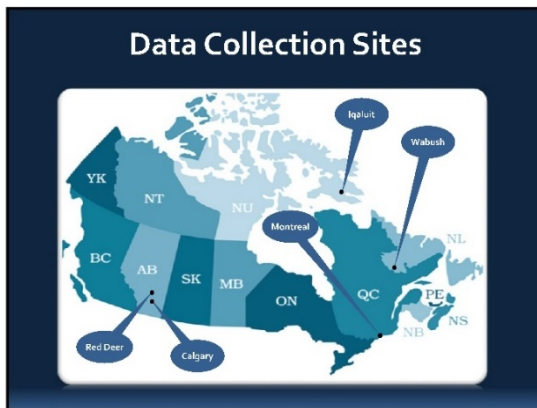 Data Collection Sites
Iqaluit
Wabush
YK
NT
NU
Montreal
NL
BC
AB
SK
MB
ON
QC
PE
NS
NB
Red Deer
Calgary